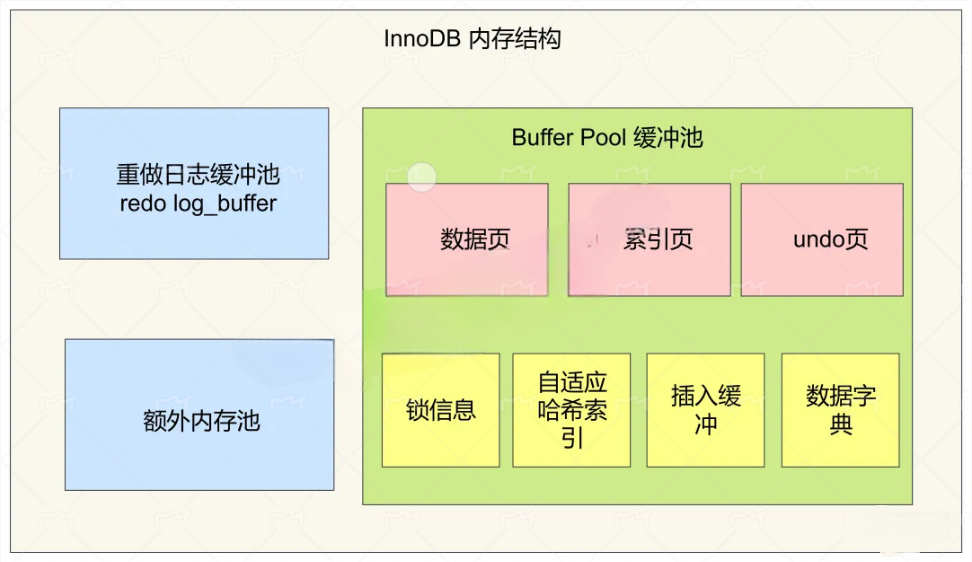 InnoDB 内存结构
重做日志缓冲池
redo log_buffer
额外内存池
Buffer Pool 缓冲池
数据页
索引页
undo页
锁信息
自适应
哈希索
引
插入缓
冲
数据字
典